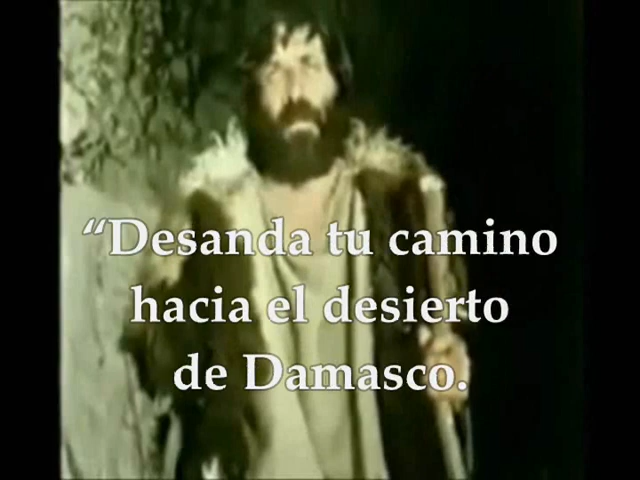 “Desanda tu camino
hacia el desierto
de Damasco.